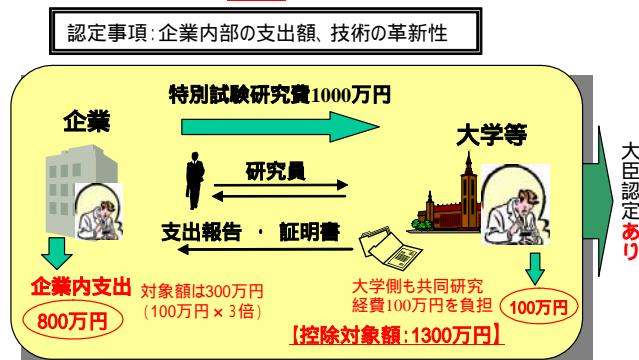 認定事項：企業内部の支出額、技術の革新性
特別試験研究費1000万円
企業
大学等
研究員
支出報告 ・ 証明書
企業内支出
800万円
対象額は300万円
（100万円×3倍）
大学側も共同研究
経費100万円を負担
100万円
【控除対象額：1300万円】
大臣認定あり